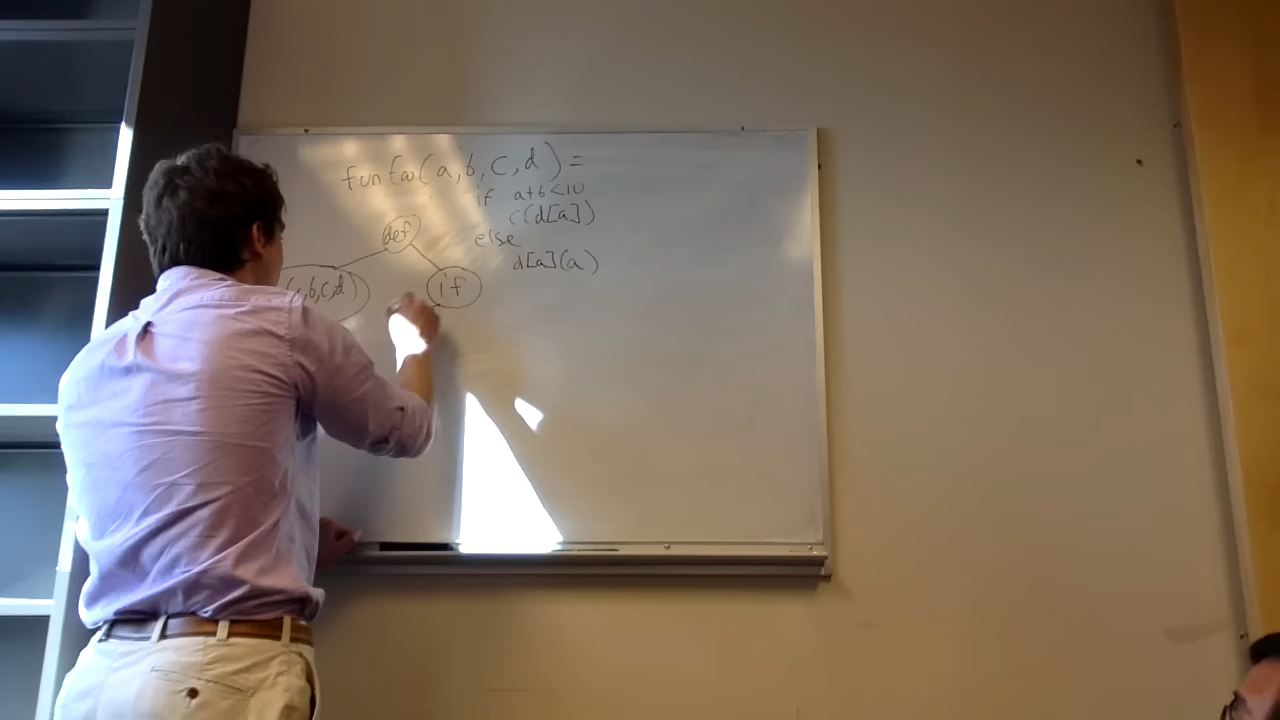 fun foo(a,b,c,d)=
if a+b<10
c(d[a])
else
d[a](a)
def
,b,c,d)
if